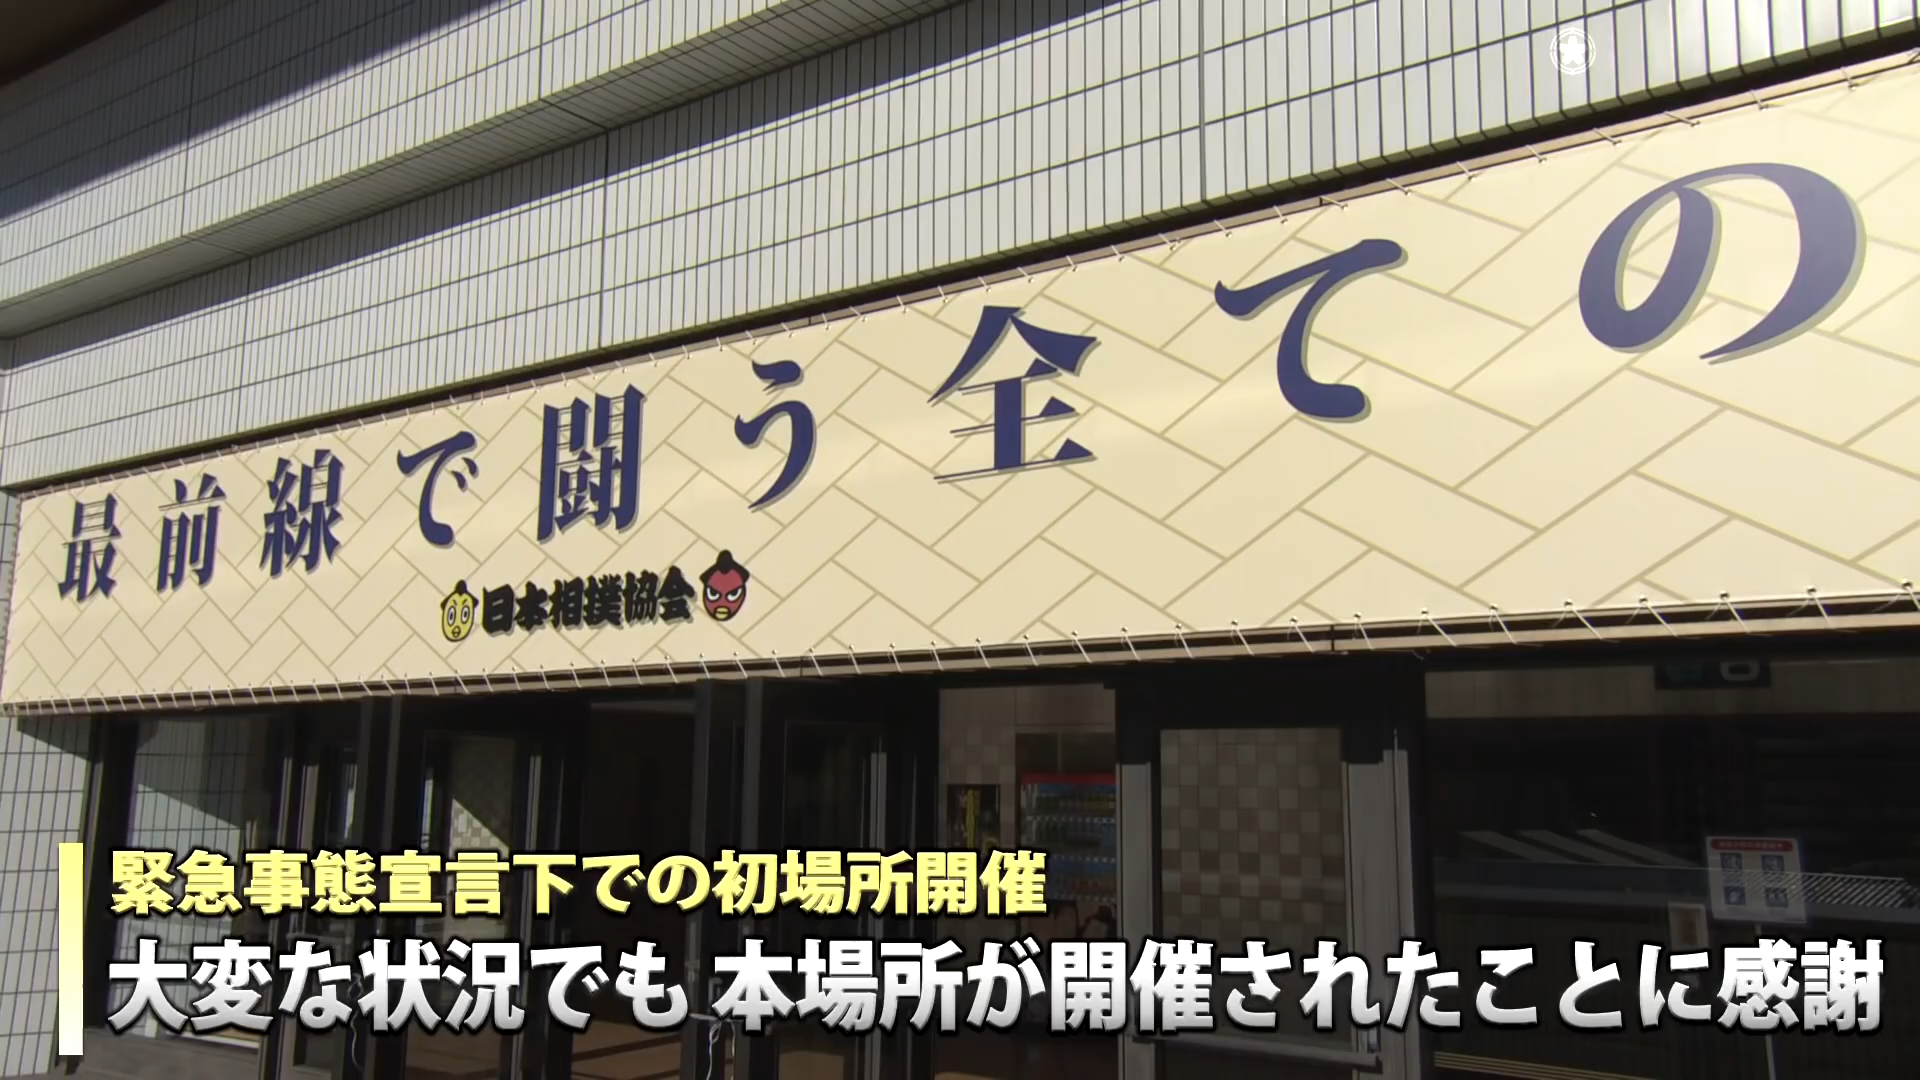 最前線で闘う全ての
日本相撲協会
緊急事態宣言下での初場所開催
大変な状況でも 本場所が開催されたことに感謝